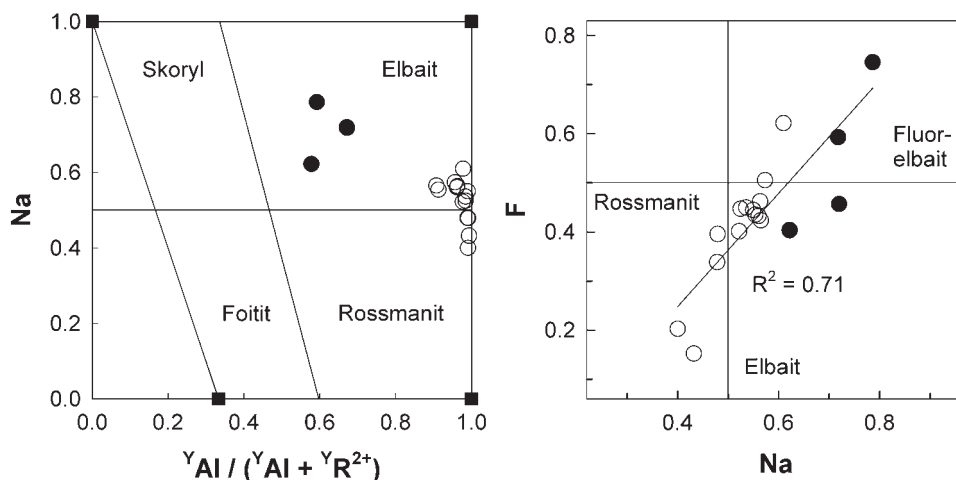 1.0
0.8
0.6
0.4
0.2
0.0
Na
Skoryl
Elbait
Foitit
Rossmanit
0.0 0.2 0.4 0.6 0.8 1.0
ʸAl / (ʸAl + ʸR²⁺)
0.8
0.6
0.4
0.2
F
Rossmanit
Fluor-
elbait
R² = 0.71
Elbait
0.4 0.6 0.8
Na